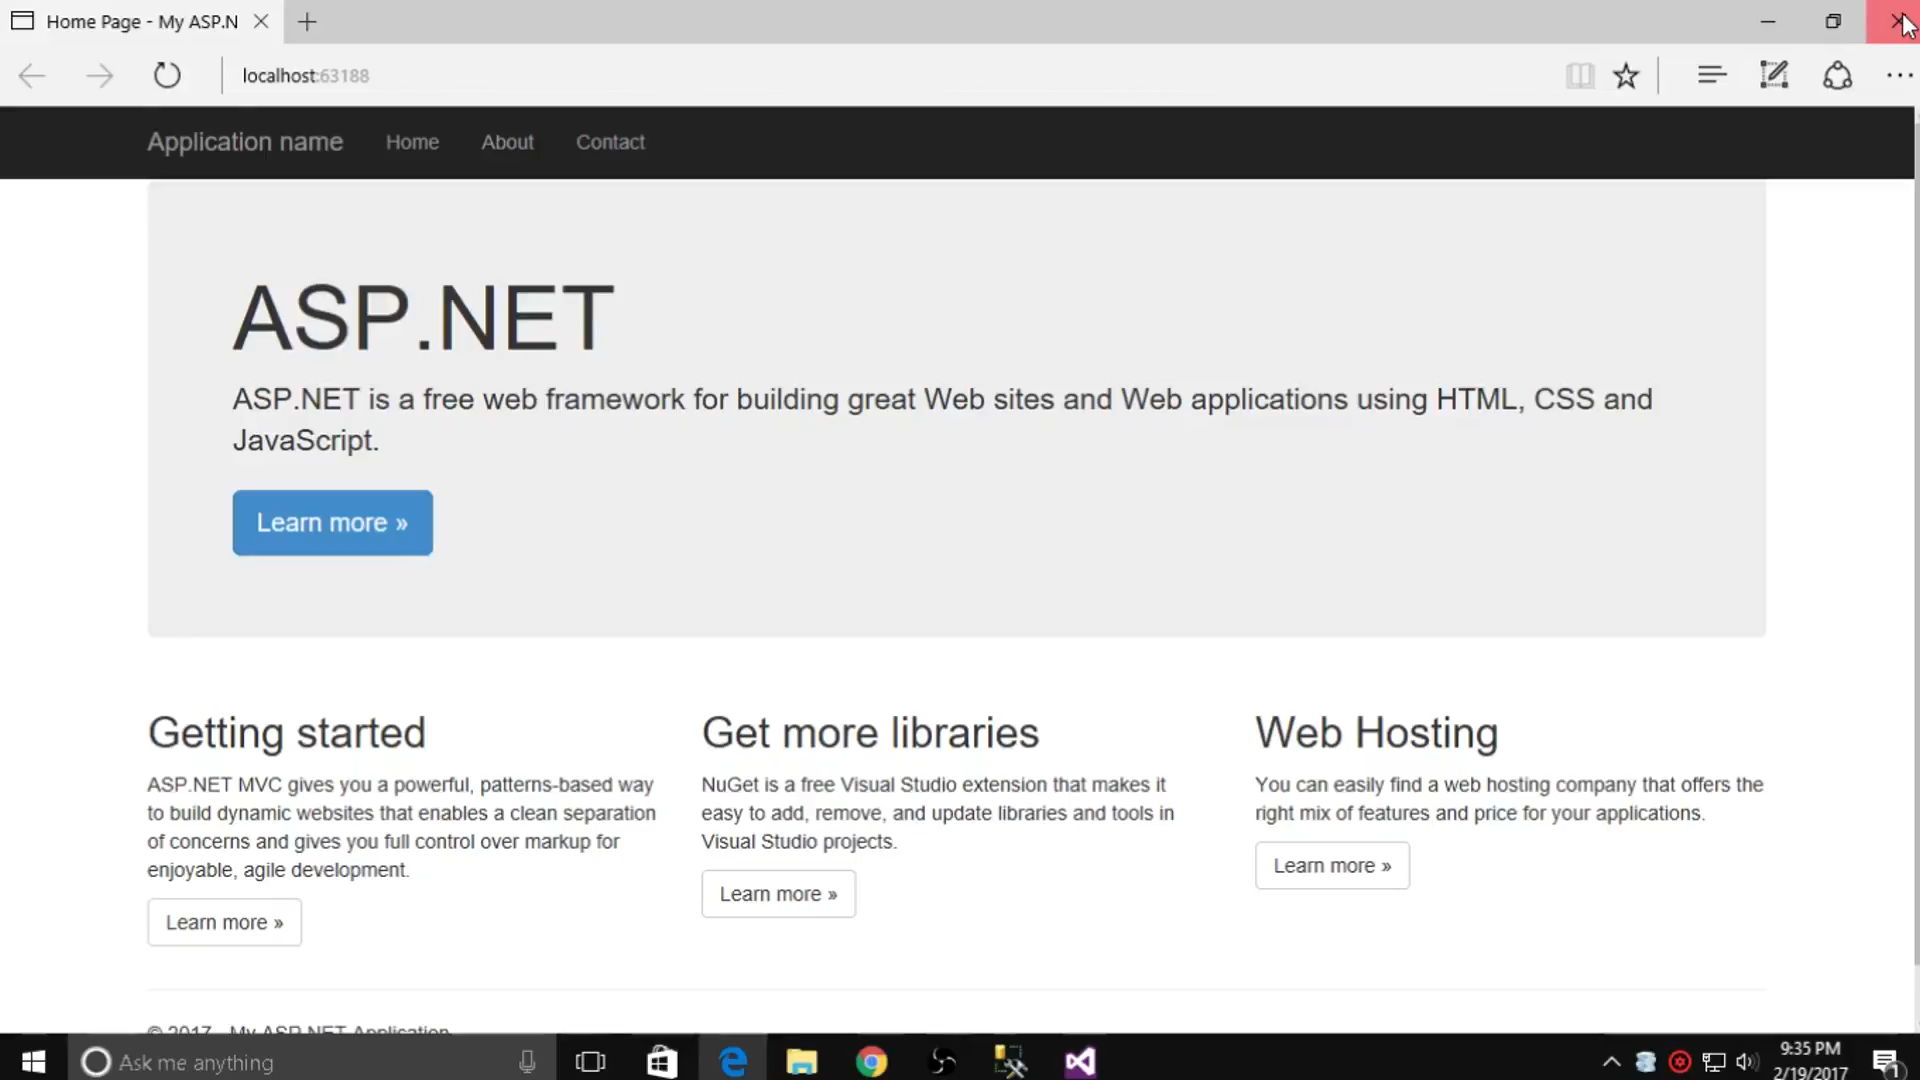 Home Page - My ASP.N
localhost:63188
Application name Home About Contact
ASP.NET
ASP.NET is a free web framework for building great Web sites and Web applications using HTML, CSS and
JavaScript.
Learn more »
Getting started
ASP.NET MVC gives you a powerful, patterns-based way
to build dynamic websites that enables a clean separation
of concerns and gives you full control over markup for
enjoyable, agile development.
Learn more »
Get more libraries
NuGet is a free Visual Studio extension that makes it
easy to add, remove, and update libraries and tools in
Visual Studio projects.
Learn more »
Web Hosting
You can easily find a web hosting company that offers the
right mix of features and price for your applications.
Learn more »
© 2017 - My ASP.NET Application
Ask me anything
9:35 PM
2/19/2017
1